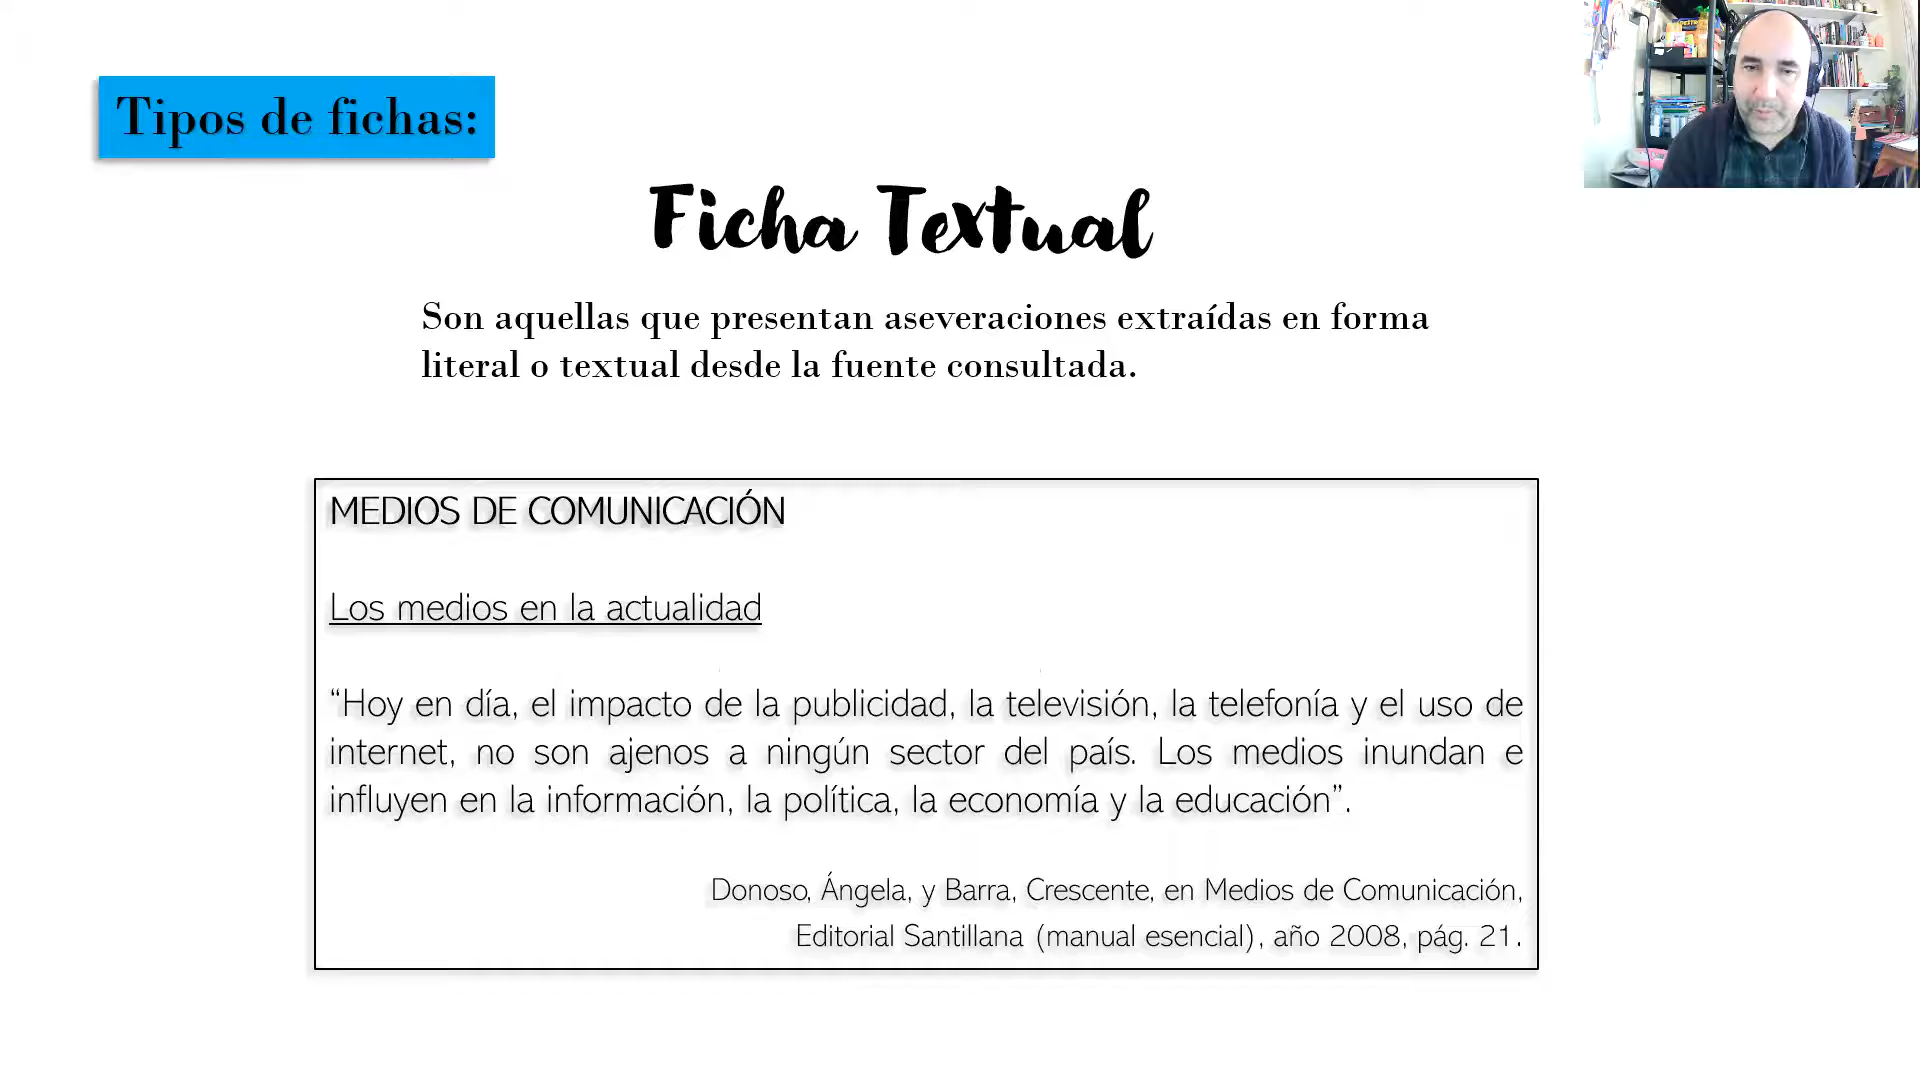 Tipos de fichas:
Ficha Textual
Son aquellas que presentan aseveraciones extraídas en forma
literal o textual desde la fuente consultada.
MEDIOS DE COMUNICACIÓN
Los medios en la actualidad
“Hoy en día, el impacto de la publicidad, la televisión, la telefonía y el uso de
internet, no son ajenos a ningún sector del país. Los medios inundan e
influyen en la información, la política, la economía y la educación”.
Donoso, Ángela, y Barra, Crescente, en Medios de Comunicación,
Editorial Santillana (manual esencial), año 2008, pág. 21.